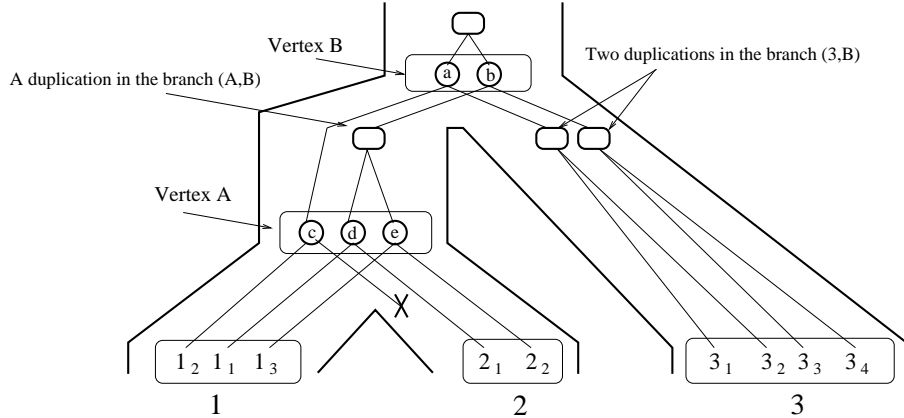 Vertex B
Two duplications in the branch (3,B)
A duplication in the branch (A,B)
a b
Vertex A
c d e
1 2 1 1 1 3 2 1 2 2 3 1 3 2 3 3 3 4
1 2 3